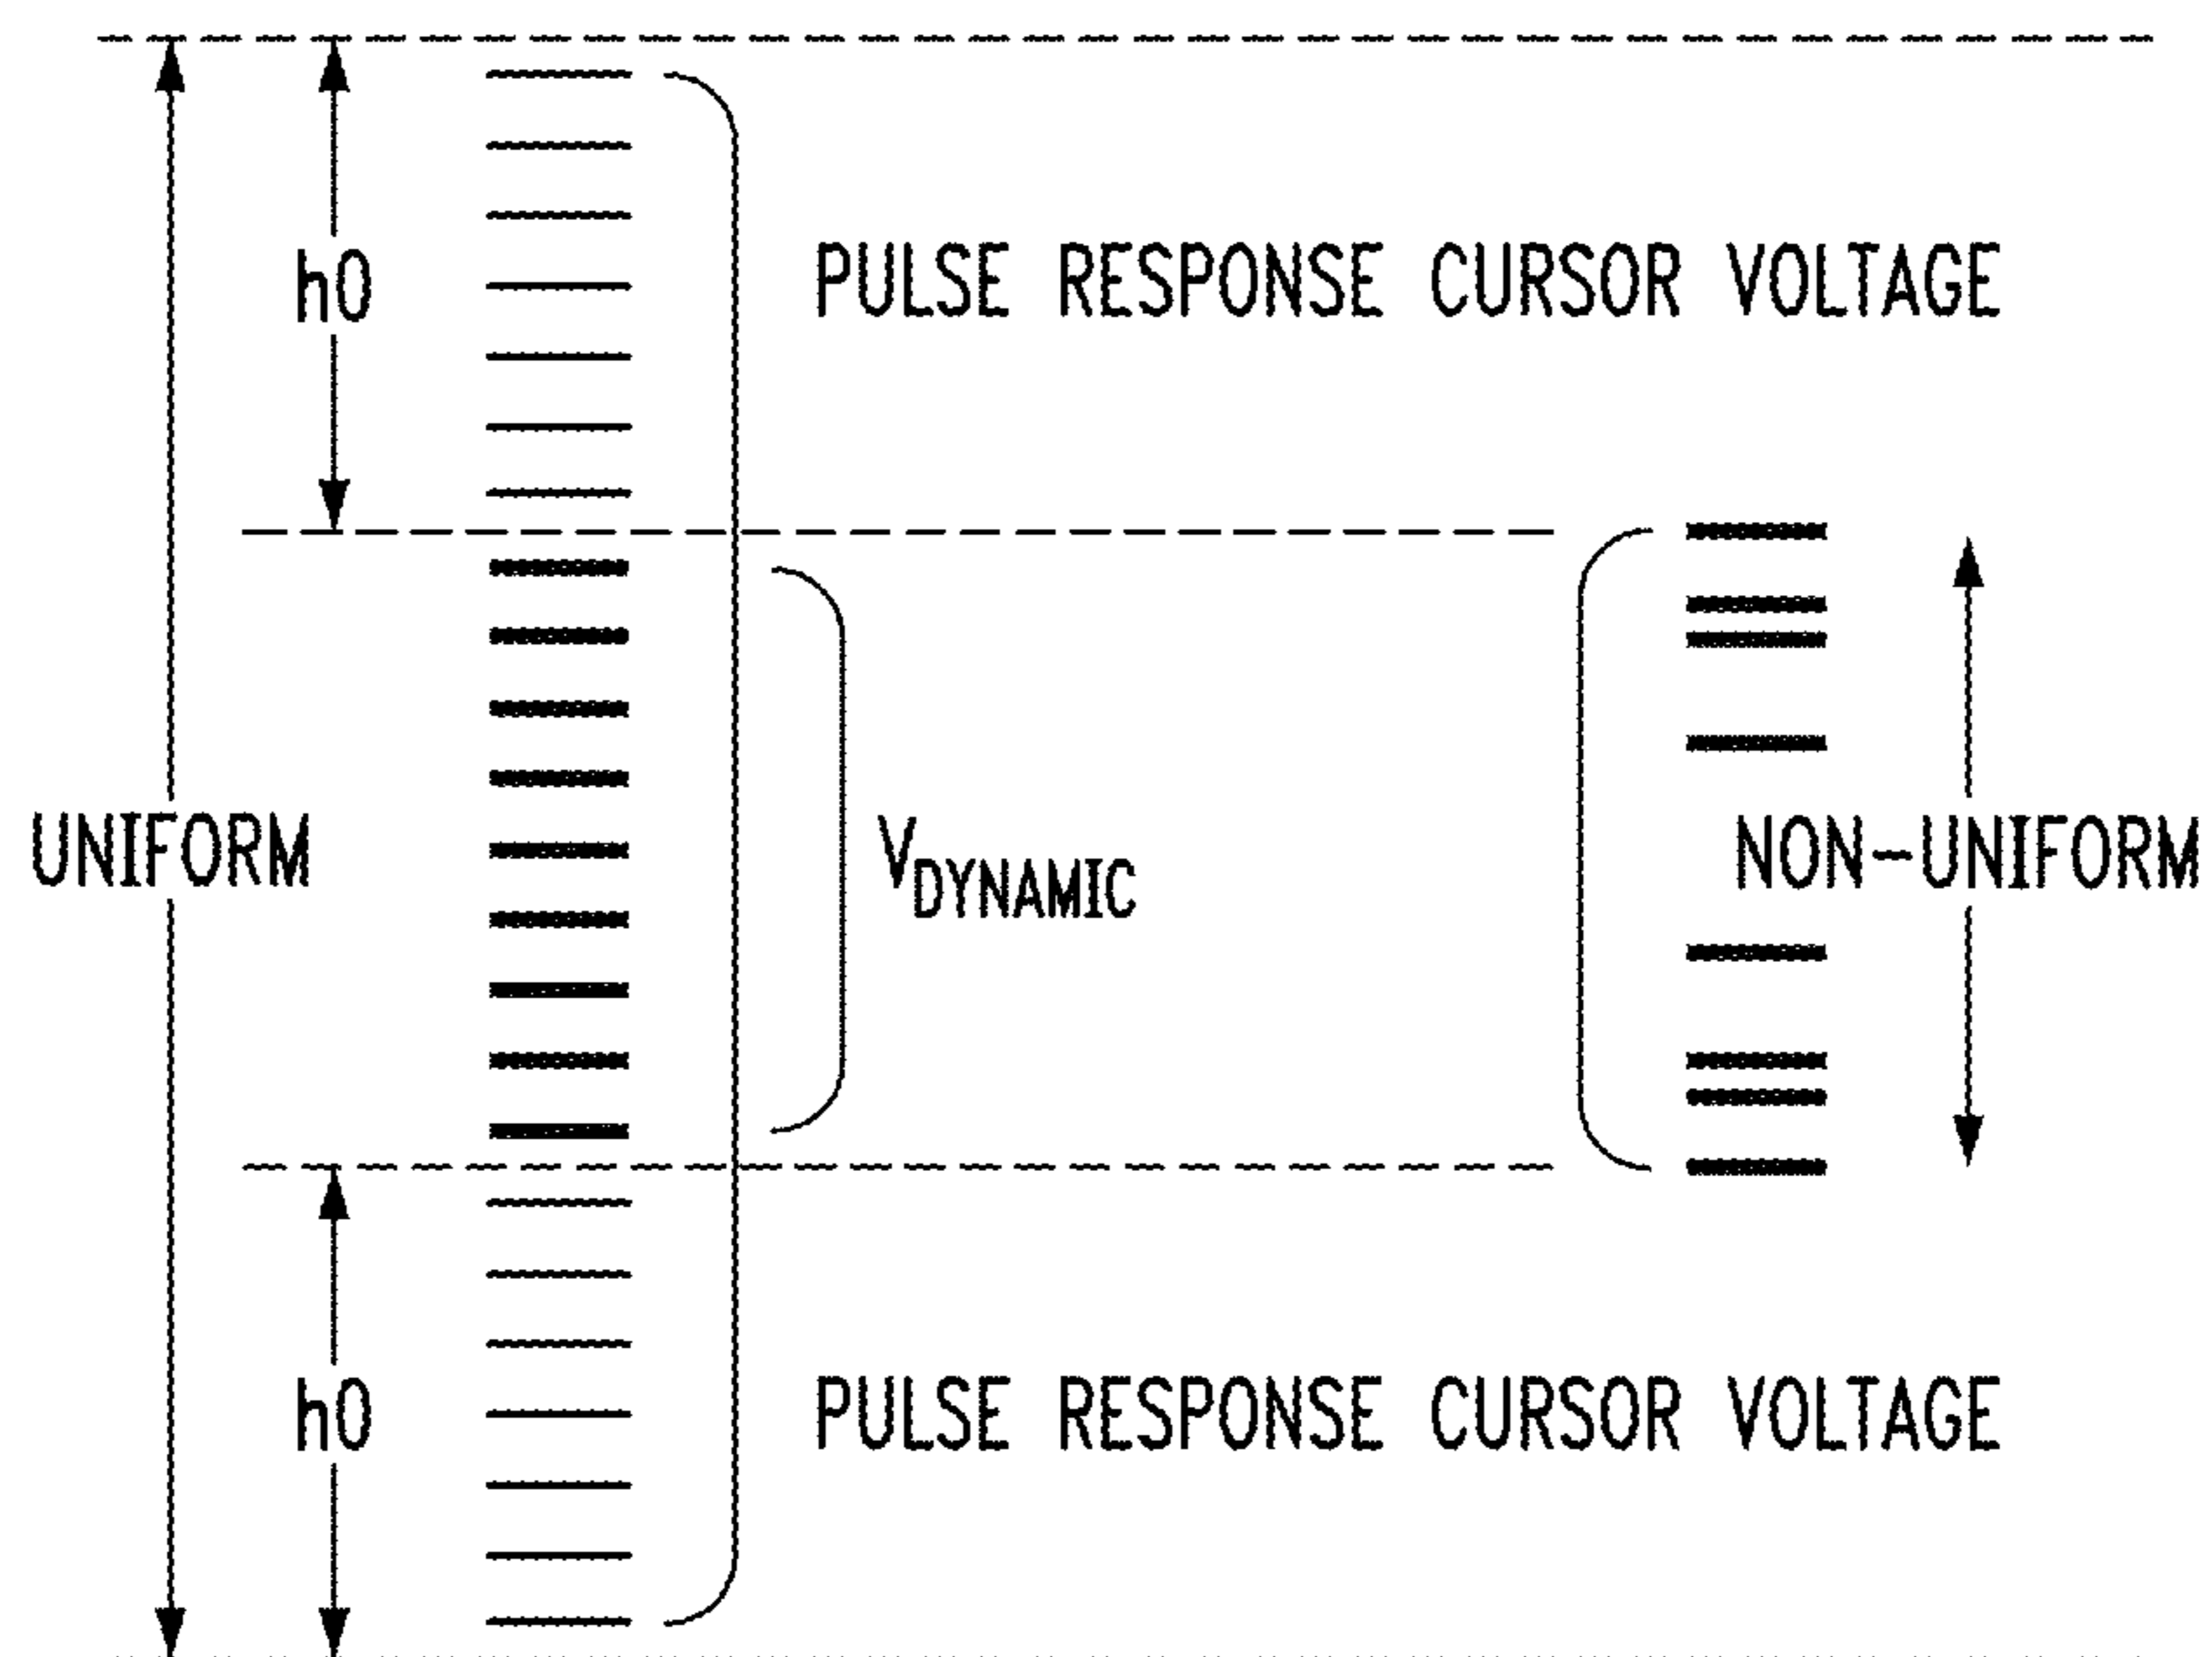 h0
PULSE RESPONSE CURSOR VOLTAGE
UNIFORM
VDYNAMIC
NON-UNIFORM
h0
PULSE RESPONSE CURSOR VOLTAGE